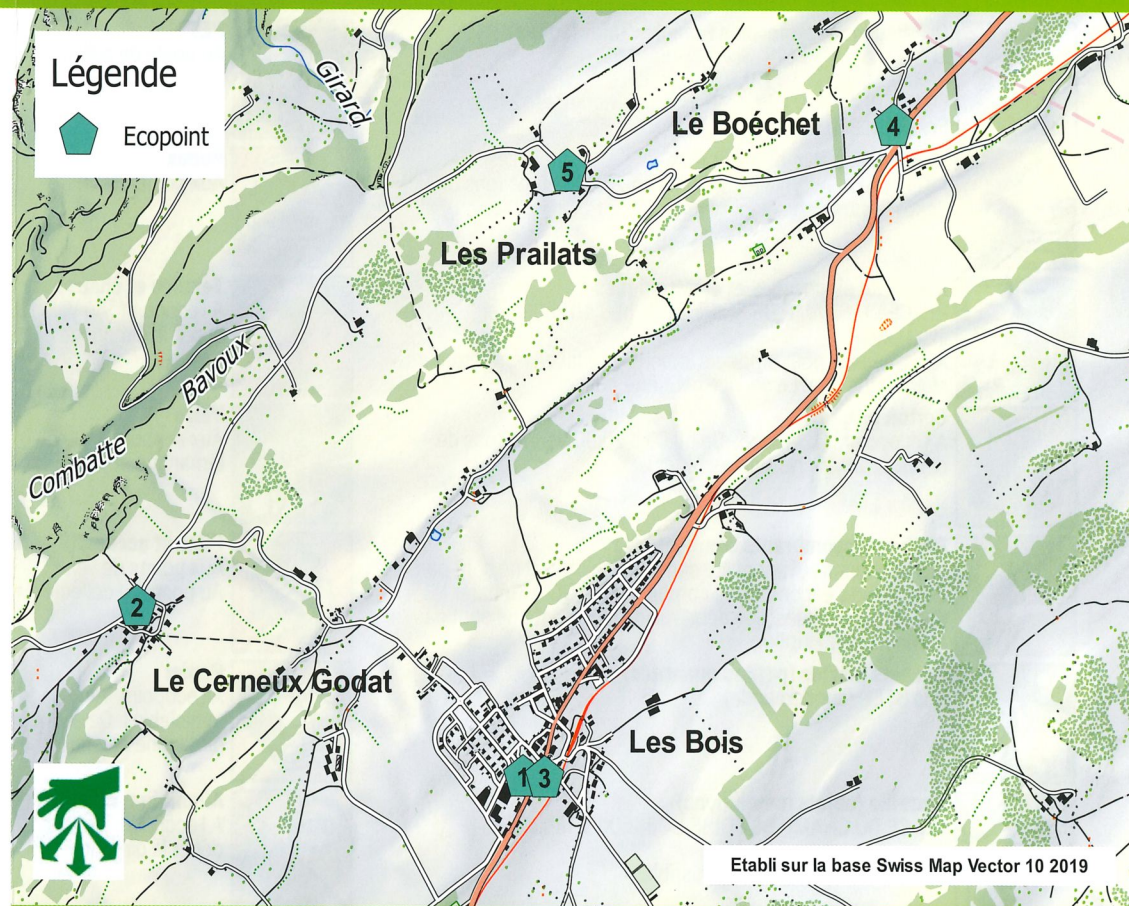 Légende
Ecopoint
Girard
Le Boéchet
4
5
Les Prailats
Bavoux
Combatte
2
Le Cerneux Godat
Les Bois
1 3
Etabli sur la base Swiss Map Vector 10 2019